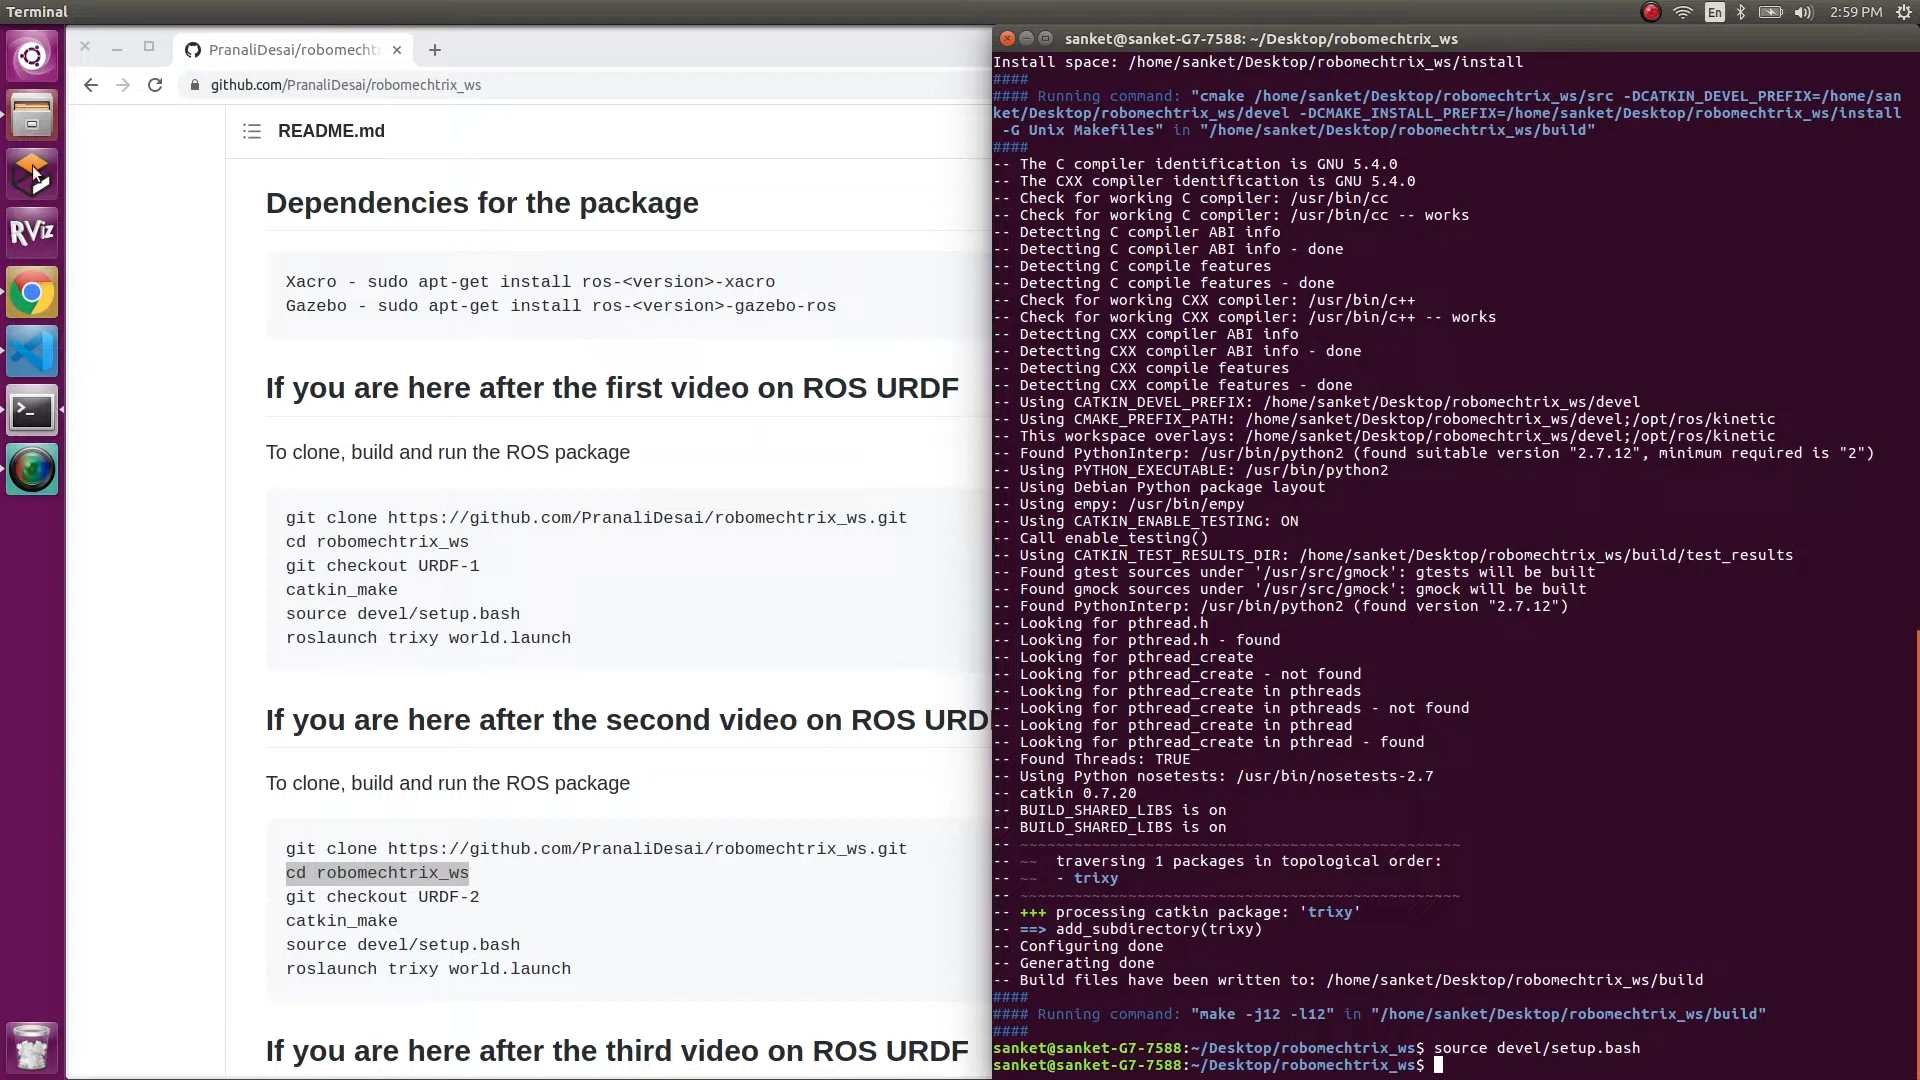 Terminal
En
2:59 PM
PranaliDesai/robomechtr
github.com/PranaliDesai/robomechtrix_ws
RViz
README.md
Dependencies for the package
Xacro - sudo apt-get install ros-<version>-xacro
Gazebo - sudo apt-get install ros-<version>-gazebo-ros
If you are here after the first video on ROS URDF
To clone, build and run the ROS package
git clone https://github.com/PranaliDesai/robomechtrix_ws.git
cd robomechtrix_ws
git checkout URDF-1
catkin_make
source devel/setup.bash
roslaunch trixy world.launch
If you are here after the second video on ROS URD
To clone, build and run the ROS package
git clone https://github.com/PranaliDesai/robomechtrix_ws.git
cd robomechtrix_ws
git checkout URDF-2
catkin_make
source devel/setup.bash
roslaunch trixy world.launch
If you are here after the third video on ROS URDF
sanket@sanket-G7-7588: ~/Desktop/robomechtrix_ws
Install space: /home/sanket/Desktop/robomechtrix_ws/install
####
#### Running command: "cmake /home/sanket/Desktop/robomechtrix_ws/src -DCATKIN_DEVEL_PREFIX=/home/san
ket/Desktop/robomechtrix_ws/devel -DCMAKE_INSTALL_PREFIX=/home/sanket/Desktop/robomechtrix_ws/install
-G Unix Makefiles" in "/home/sanket/Desktop/robomechtrix_ws/build"
####
-- The C compiler identification is GNU 5.4.0
-- The CXX compiler identification is GNU 5.4.0
-- Check for working C compiler: /usr/bin/cc
-- Check for working C compiler: /usr/bin/cc -- works
-- Detecting C compiler ABI info
-- Detecting C compiler ABI info - done
-- Detecting C compile features
-- Detecting C compile features - done
-- Check for working CXX compiler: /usr/bin/c++
-- Check for working CXX compiler: /usr/bin/c++ -- works
-- Detecting CXX compiler ABI info
-- Detecting CXX compiler ABI info - done
-- Detecting CXX compile features
-- Detecting CXX compile features - done
-- Using CATKIN_DEVEL_PREFIX: /home/sanket/Desktop/robomechtrix_ws/devel
-- Using CMAKE_PREFIX_PATH: /home/sanket/Desktop/robomechtrix_ws/devel;/opt/ros/kinetic
-- This workspace overlays: /home/sanket/Desktop/robomechtrix_ws/devel;/opt/ros/kinetic
-- Found PythonInterp: /usr/bin/python2 (found suitable version "2.7.12", minimum required is "2")
-- Using PYTHON_EXECUTABLE: /usr/bin/python2
-- Using Debian Python package layout
-- Using empy: /usr/bin/empy
-- Using CATKIN_ENABLE_TESTING: ON
-- Call enable_testing()
-- Using CATKIN_TEST_RESULTS_DIR: /home/sanket/Desktop/robomechtrix_ws/build/test_results
-- Found gtest sources under '/usr/src/gmock': gtests will be built
-- Found gmock sources under '/usr/src/gmock': gmock will be built
-- Found PythonInterp: /usr/bin/python2 (found version "2.7.12")
-- Looking for pthread.h
-- Looking for pthread.h - found
-- Looking for pthread_create
-- Looking for pthread_create - not found
-- Looking for pthread_create in pthreads
-- Looking for pthread_create in pthreads - not found
-- Looking for pthread_create in pthread
-- Looking for pthread_create in pthread - found
-- Found Threads: TRUE
-- Using Python nosetests: /usr/bin/nosetests-2.7
-- catkin 0.7.20
-- BUILD_SHARED_LIBS is on
-- BUILD_SHARED_LIBS is on
-- ~~~~~~~~~~~~~~~~~~~~~~~~~~~~~~~~~~~~~~~~~~~~~~~~~
-- ~~  traversing 1 packages in topological order:
-- ~~  - trixy
-- ~~~~~~~~~~~~~~~~~~~~~~~~~~~~~~~~~~~~~~~~~~~~~~~~~
-- +++ processing catkin package: 'trixy'
-- ==> add_subdirectory(trixy)
-- Configuring done
-- Generating done
-- Build files have been written to: /home/sanket/Desktop/robomechtrix_ws/build
####
#### Running command: "make -j12 -l12" in "/home/sanket/Desktop/robomechtrix_ws/build"
####
sanket@sanket-G7-7588:~/Desktop/robomechtrix_ws$ source devel/setup.bash
sanket@sanket-G7-7588:~/Desktop/robomechtrix_ws$